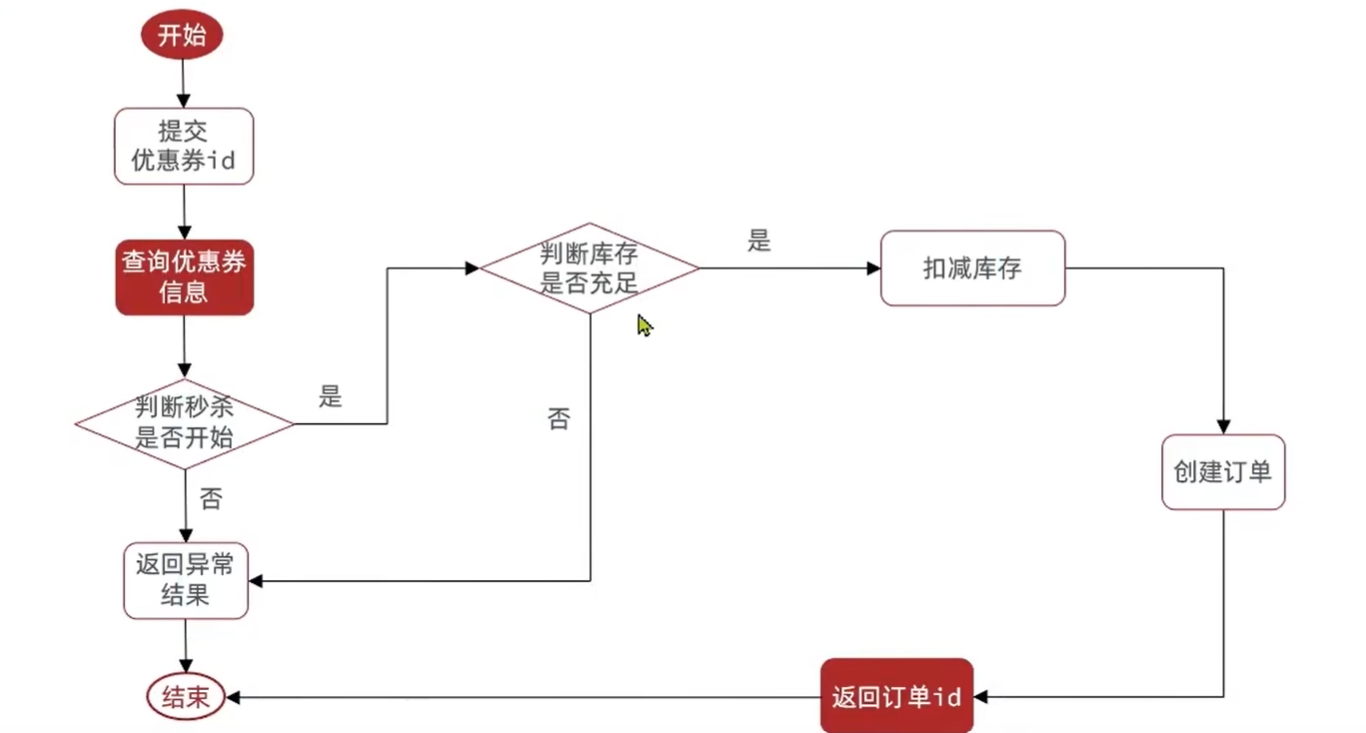 开始
提交
优惠券id
查询优惠券
信息
判断秒杀
是否开始
是
否
返回异常
结果
结束
判断库存
是否充足
是
否
扣减库存
创建订单
返回订单id